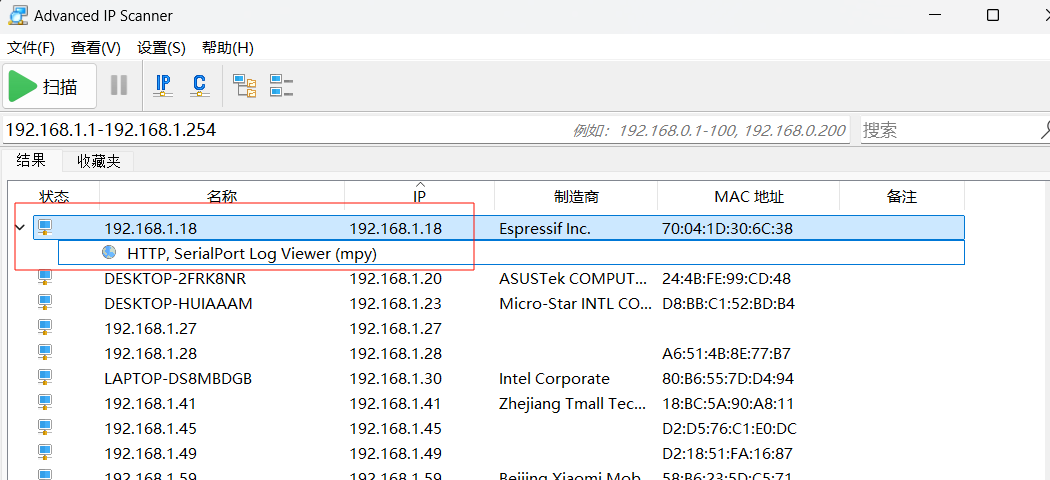 Advanced IP Scanner
文件(F) 查看(V) 设置(S) 帮助(H)
扫描 IP C
192.168.1.1-192.168.1.254 例如：192.168.0.1-100, 192.168.0.200 搜索
结果 收藏夹
状态 名称 IP 制造商 MAC 地址 备注
192.168.1.18 192.168.1.18 Espressif Inc. 70:04:1D:30:6C:38
HTTP, SerialPort Log Viewer (mpy)
DESKTOP-2FRK8NR 192.168.1.20 ASUSTek COMPUT... 24:4B:FE:99:CD:48
DESKTOP-HUIAAAM 192.168.1.23 Micro-Star INTL CO... D8:BB:C1:52:BD:B4
192.168.1.27 192.168.1.27
192.168.1.28 192.168.1.28 A6:51:4B:8E:77:B7
LAPTOP-DS8MBDGB 192.168.1.30 Intel Corporate 80:B6:55:7D:D4:94
192.168.1.41 192.168.1.41 Zhejiang Tmall Tec... 18:BC:5A:90:A8:11
192.168.1.45 192.168.1.45 D2:D5:76:C1:E0:DC
192.168.1.49 192.168.1.49 D2:18:51:FA:16:87
192.168.1.59 192.168.1.59 Beijing Xiaomi Mob... 58:B6:23:5D:C5:71